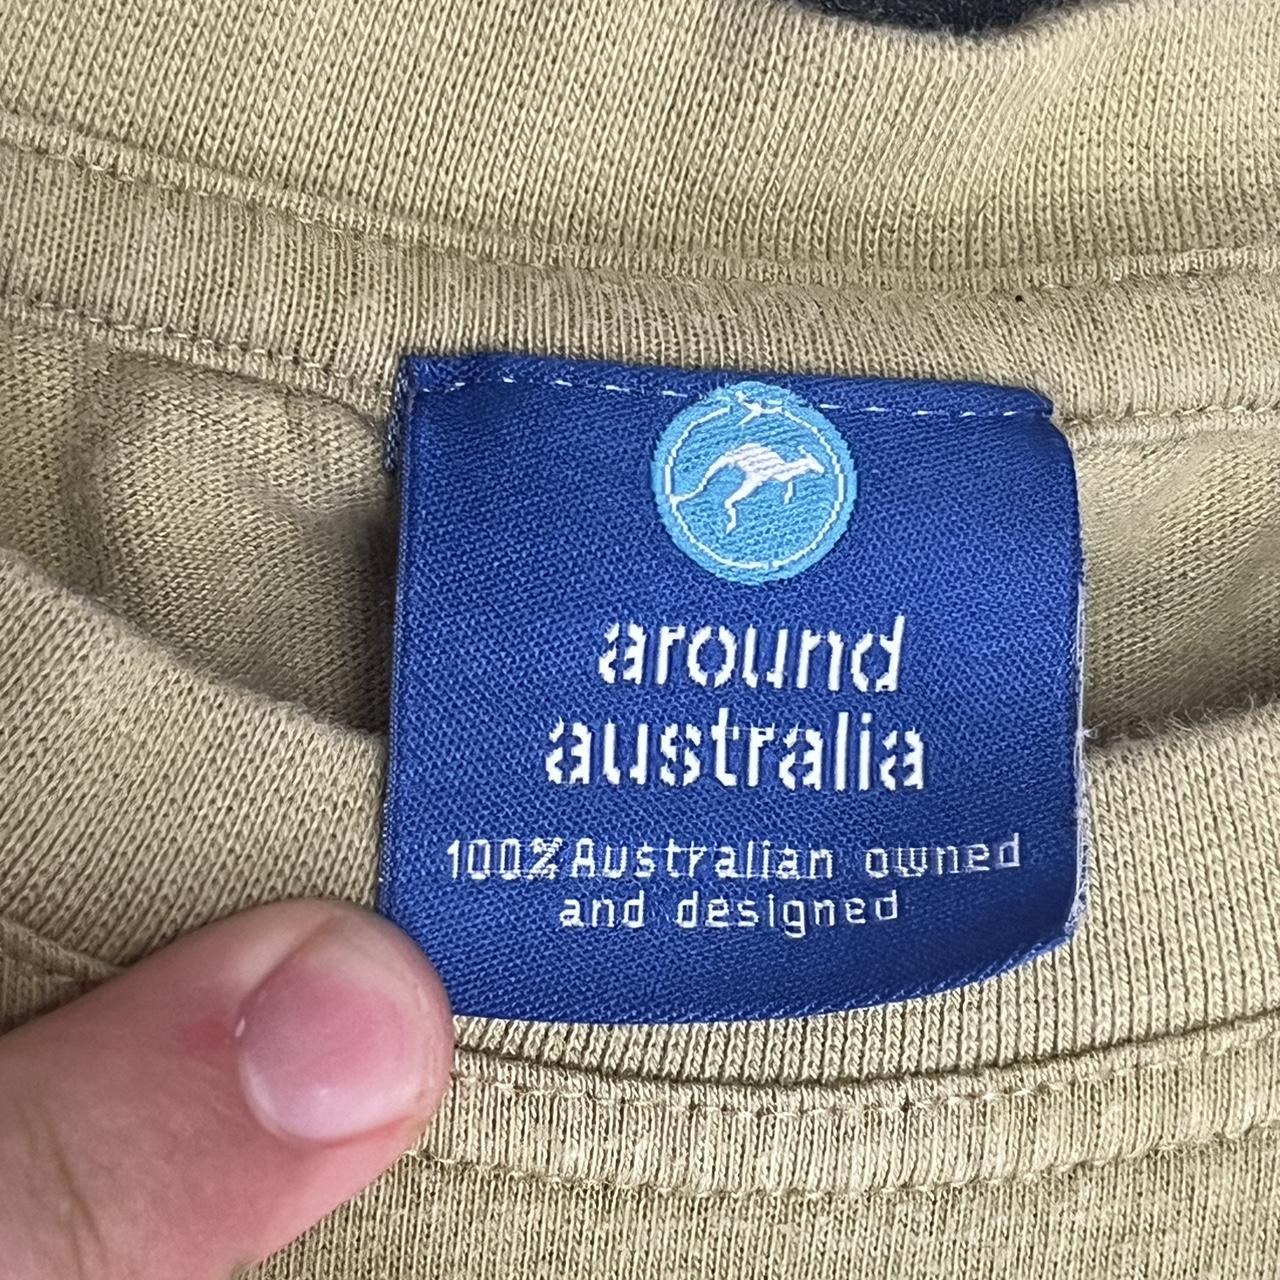 around
australia
100% Australian owned
and designed